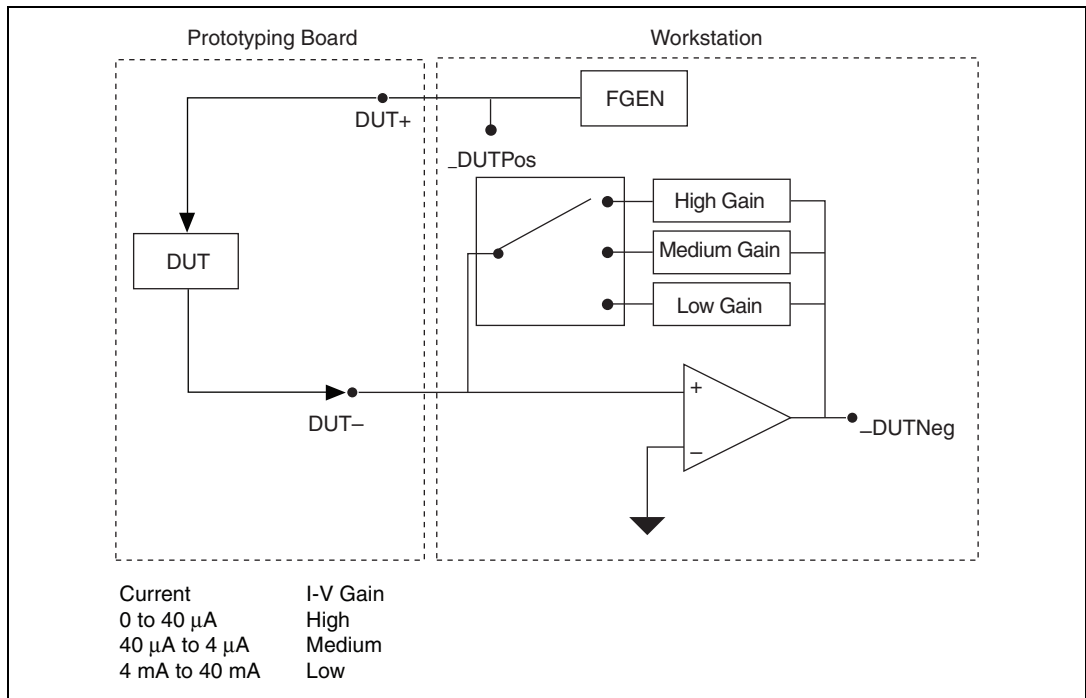 Prototyping Board
Workstation
FGEN
DUT+
_DUTPos
High Gain
DUT
Medium Gain
Low Gain
+
DUT–
–DUTNeg
–
Current I-V Gain
0 to 40 μA High
40 μA to 4 μA Medium
4 mA to 40 mA Low